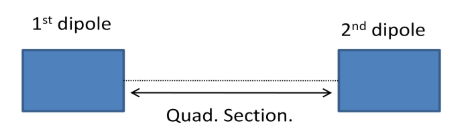 1st dipole
2nd dipole
Quad. Section.